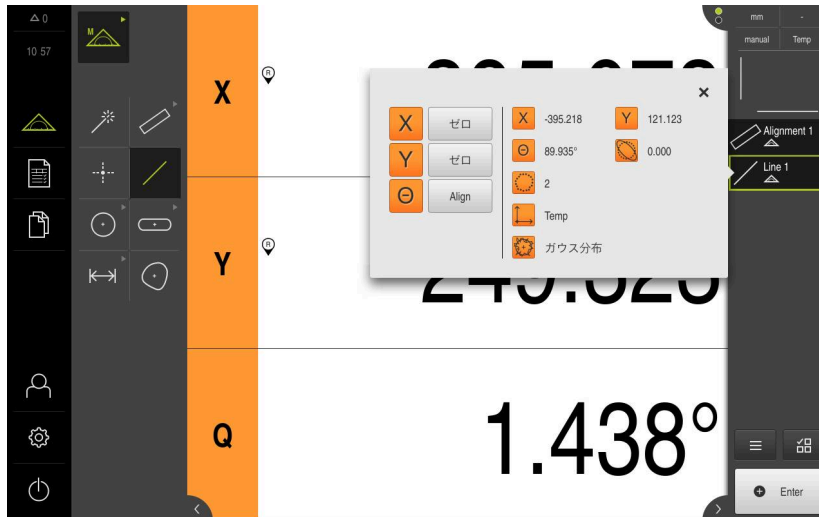 0
10 57
M
X
R
Y
R
Q
1.438°
X ゼロ
Y ゼロ
Θ Align
X -395.218 Y 121.123
Θ 89.935° 0.000
2
Temp
ガウス分布
mm -
manual Temp
Alignment 1
Line 1
Enter